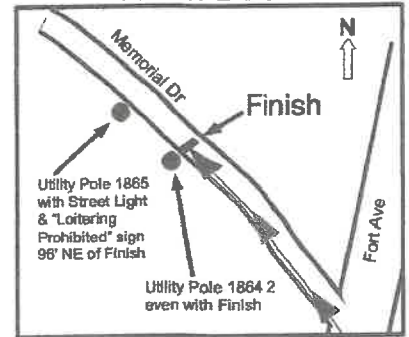 N
Memorial Dr
Finish
Utility Pole 1865
with Street Light
& "Loitering
Prohibited" sign
96' NE of Finish
Utility Pole 1864 2
even with Finish
Fort Ave